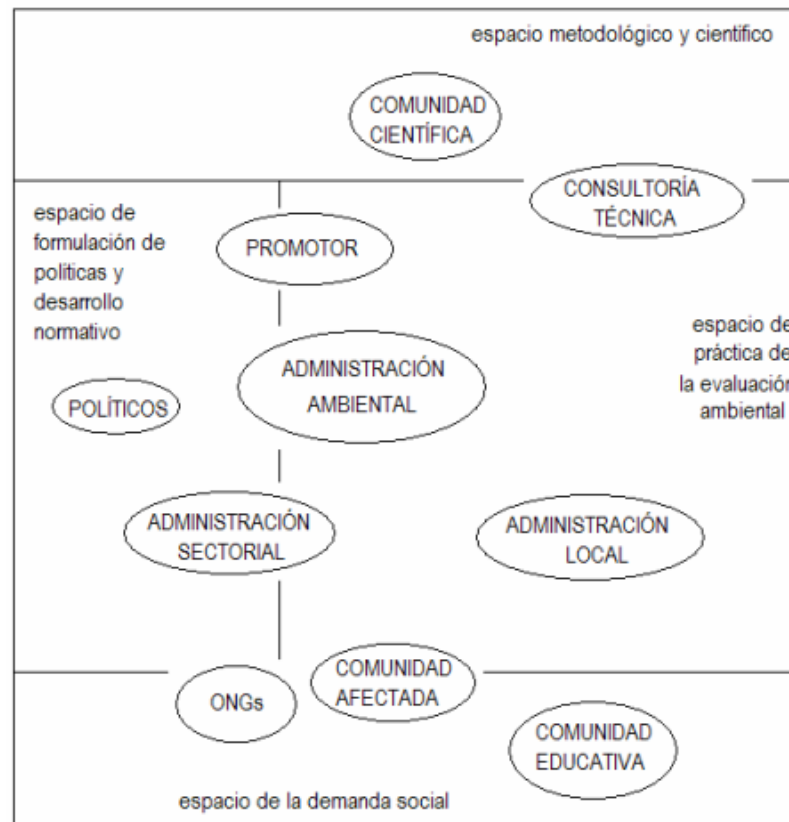 espacio metodológico y científico
COMUNIDAD
CIENTÍFICA
CONSULTORÍA
TÉCNICA
espacio de
formulación de
políticas y
desarrollo
normativo
PROMOTOR
espacio de
práctica de
la evaluación
ambiental
ADMINISTRACIÓN
AMBIENTAL
POLÍTICOS
ADMINISTRACIÓN
SECTORIAL
ADMINISTRACIÓN
LOCAL
ONGs
COMUNIDAD
AFECTADA
COMUNIDAD
EDUCATIVA
espacio de la demanda social